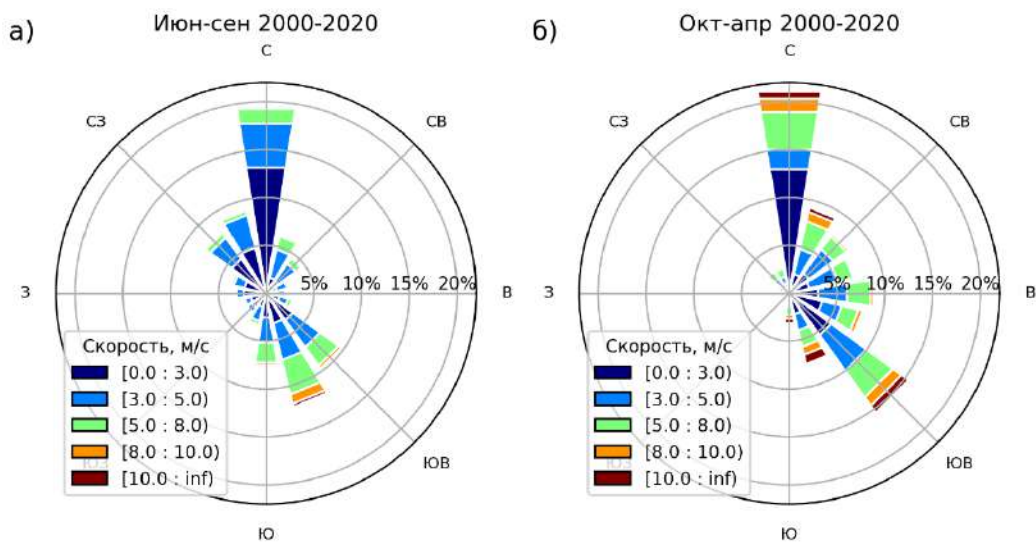 а)
Июн-сен 2000-2020
С
СЗ
СВ
З
5% 10% 15% 20%
В
ЮЗ
ЮВ
Ю
Скорость, м/с
[0.0 : 3.0)
[3.0 : 5.0)
[5.0 : 8.0)
[8.0 : 10.0)
[10.0 : inf)
б)
Окт-апр 2000-2020
С
СЗ
СВ
З
5% 10% 15% 20%
В
ЮЗ
ЮВ
Ю
Скорость, м/с
[0.0 : 3.0)
[3.0 : 5.0)
[5.0 : 8.0)
[8.0 : 10.0)
[10.0 : inf)